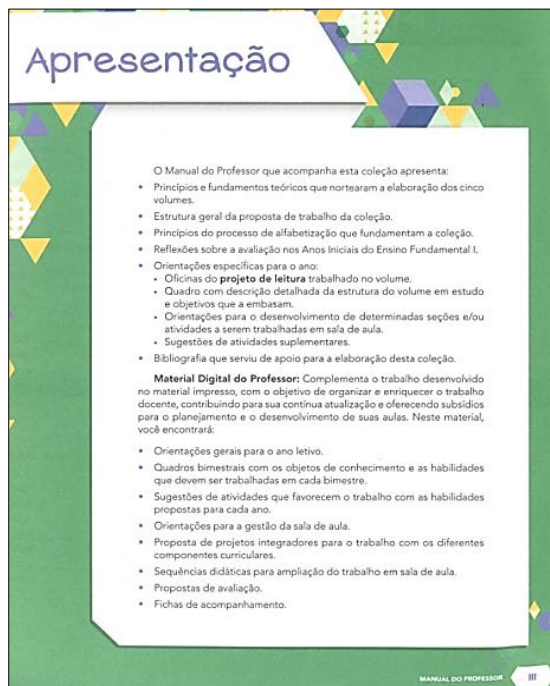 Apresentação
O Manual do Professor que acompanha esta coleção apresenta:
• Princípios e fundamentos teóricos que nortearam a elaboração dos cinco
volumes.
• Estrutura geral da proposta de trabalho da coleção.
• Princípios do processo de alfabetização que fundamentam a coleção.
• Reflexões sobre a avaliação nos Anos Iniciais do Ensino Fundamental I.
• Orientações específicas para o ano:
• Oficinas do projeto de leitura trabalhado no volume.
• Quadro com descrição detalhada da estrutura do volume em estudo
e objetivos que a embasam.
• Orientações para o desenvolvimento de determinadas seções e/ou
atividades a serem trabalhadas em sala de aula.
• Sugestões de atividades suplementares.
• Bibliografia que serviu de apoio para a elaboração desta coleção.
Material Digital do Professor: Complementa o trabalho desenvolvido
no material impresso, com o objetivo de organizar e enriquecer o trabalho
docente, contribuindo para sua contínua atualização e oferecendo subsídios
para o planejamento e o desenvolvimento de suas aulas. Neste material,
você encontrará:
• Orientações gerais para o ano letivo.
• Quadros bimestrais com os objetos de conhecimento e as habilidades
que devem ser trabalhadas em cada bimestre.
• Sugestões de atividades que favorecem o trabalho com as habilidades
propostas para cada ano.
• Orientações para a gestão da sala de aula.
• Proposta de projetos integradores para o trabalho com os diferentes
componentes curriculares.
• Sequências didáticas para ampliação do trabalho em sala de aula.
• Propostas de avaliação.
• Fichas de acompanhamento.
MANUAL DO PROFESSOR III